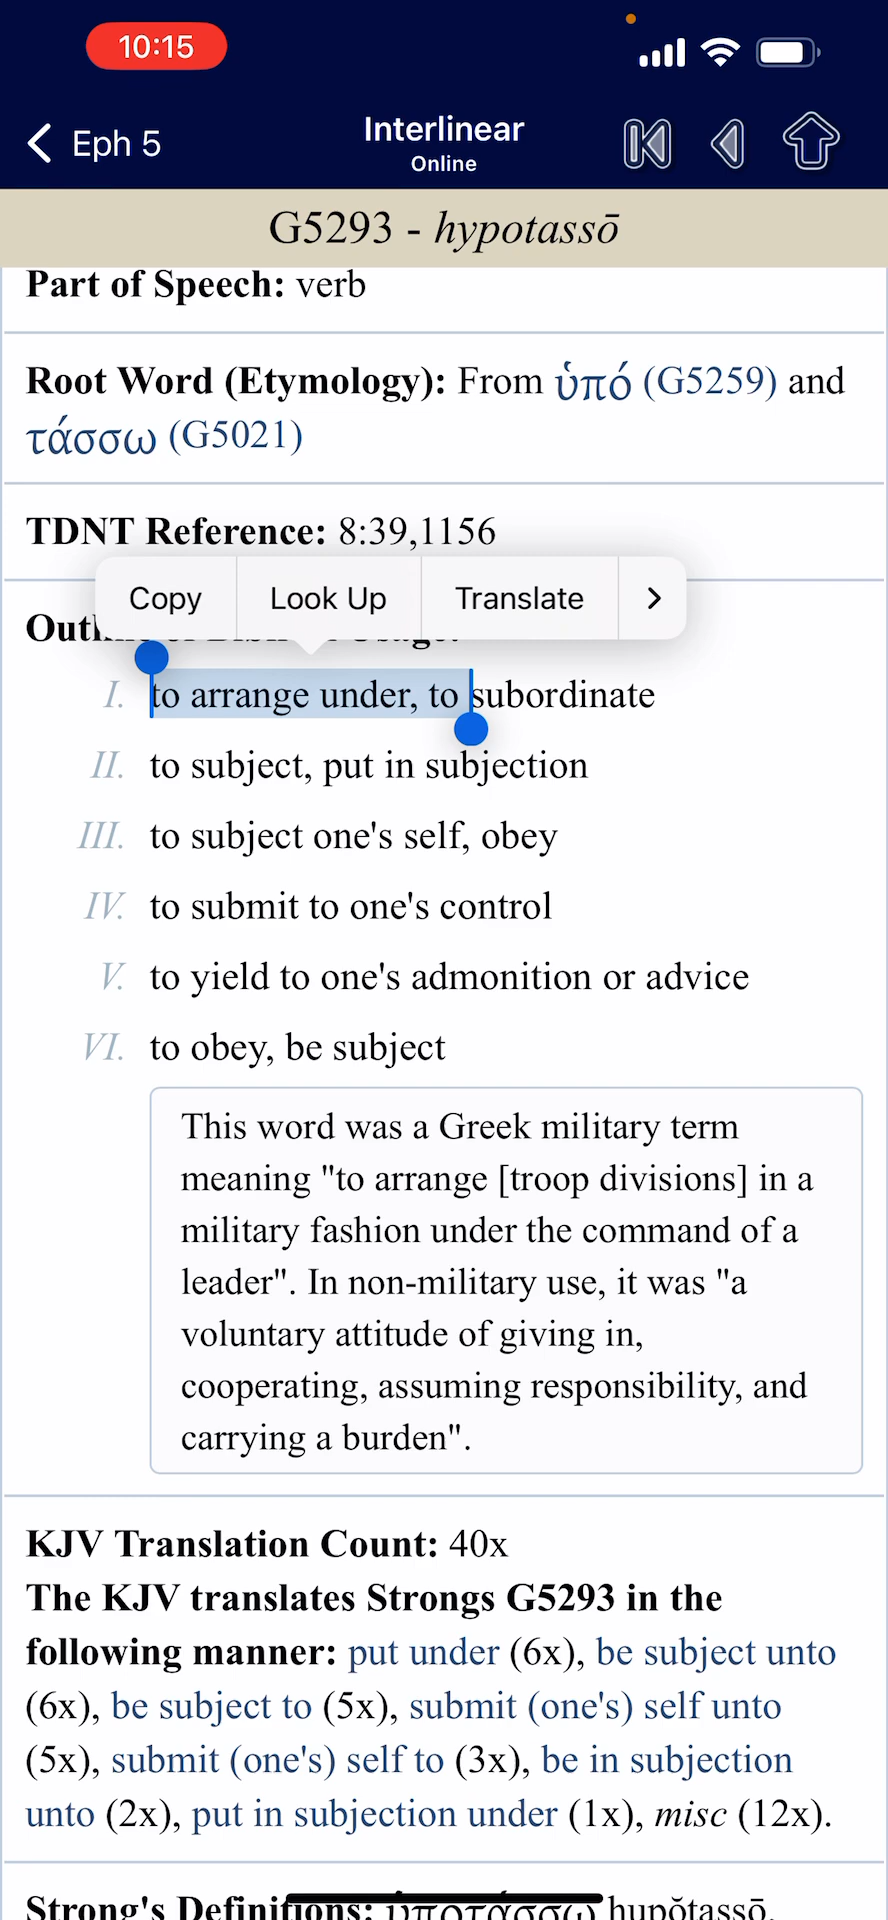 10:15
Eph 5
Interlinear
Online
G5293 - hypotassō
Part of Speech: verb
Root Word (Etymology): From ὑπό (G5259) and
τάσσω (G5021)
TDNT Reference: 8:39,1156
Copy Look Up Translate
I. to arrange under, to subordinate
II. to subject, put in subjection
III. to subject one's self, obey
IV. to submit to one's control
V. to yield to one's admonition or advice
VI. to obey, be subject
This word was a Greek military term
meaning "to arrange [troop divisions] in a
military fashion under the command of a
leader". In non-military use, it was "a
voluntary attitude of giving in,
cooperating, assuming responsibility, and
carrying a burden".
KJV Translation Count: 40x
The KJV translates Strongs G5293 in the
following manner: put under (6x), be subject unto
(6x), be subject to (5x), submit (one's) self unto
(5x), submit (one's) self to (3x), be in subjection
unto (2x), put in subjection under (1x), misc (12x).
Strong's Definitions: ὑποτάσσω hupŏtassō,